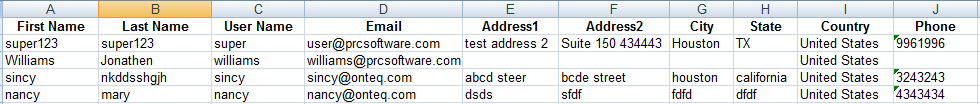 A B C D E F G H I J
First Name Last Name User Name Email Address1 Address2 City State Country Phone
super123 super123 super user@prcsoftware.com test address 2 Suite 150 434443 Houston TX United States 9961996
Williams Jonathen williams williams@prcsoftware.com United States
sincy nkddsshgjh sincy sincy@onteq.com abcd steer bcde street houston california United States 3243243
nancy mary nancy nancy@onteq.com dsds sfdf fdfd dfdf United States 4343434